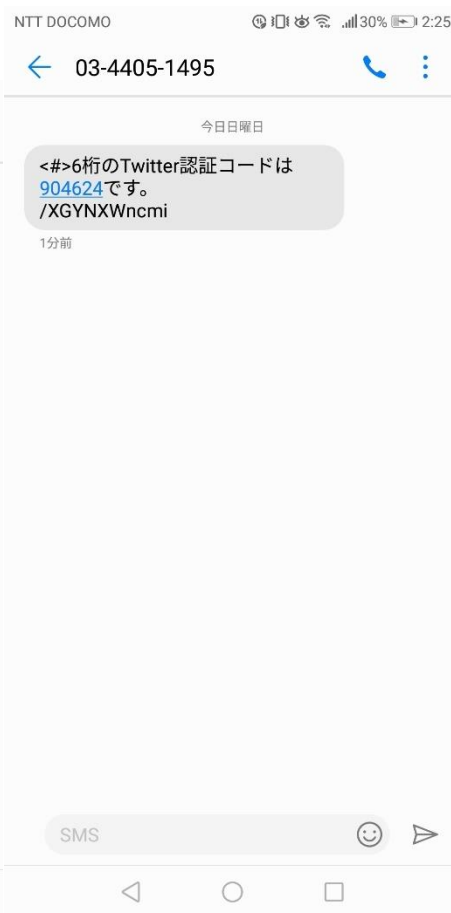 NTT DOCOMO 30% 2:25
03-4405-1495
今日日曜日
<#>6桁のTwitter認証コードは
904624です。
/XGYNXWncmi
1分前
SMS